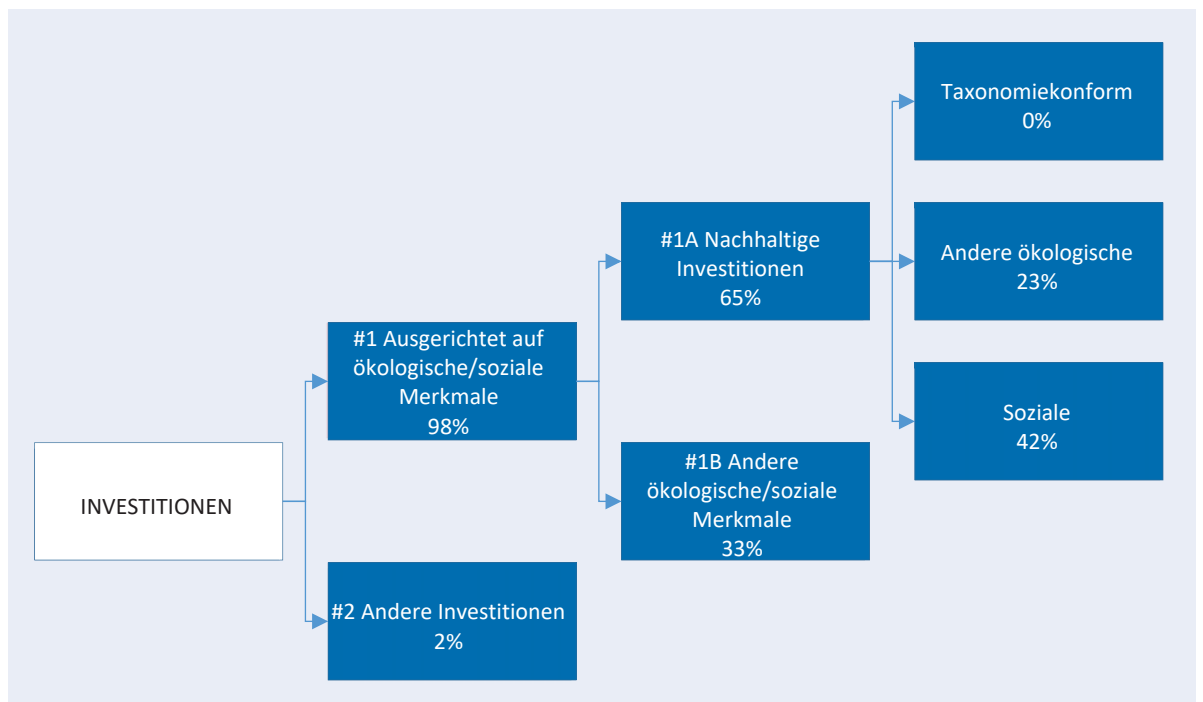 INVESTITIONEN
#1 Ausgerichtet auf
ökologische/soziale
Merkmale
98%
#2 Andere Investitionen
2%
#1A Nachhaltige
Investitionen
65%
#1B Andere
ökologische/soziale
Merkmale
33%
Taxonomiekonform
0%
Andere ökologische
23%
Soziale
42%